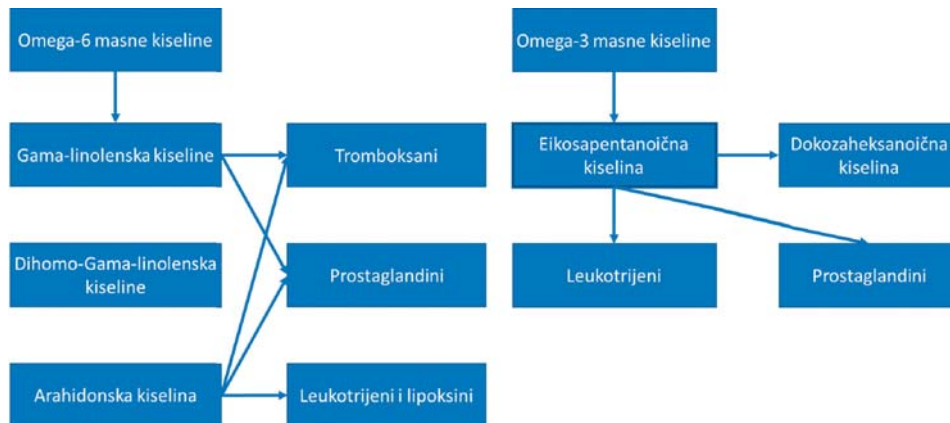 Omega-6 masne kiseline
Omega-3 masne kiseline
Gama-linolenska kiseline
Tromboksani
Eikosapentanoična
kiselina
Dokozaheksanoična
kiselina
Dihomo-Gama-linolenska
kiseline
Prostaglandini
Leukotrijeni
Prostaglandini
Arahidonska kiselina
Leukotrijeni i lipoksini